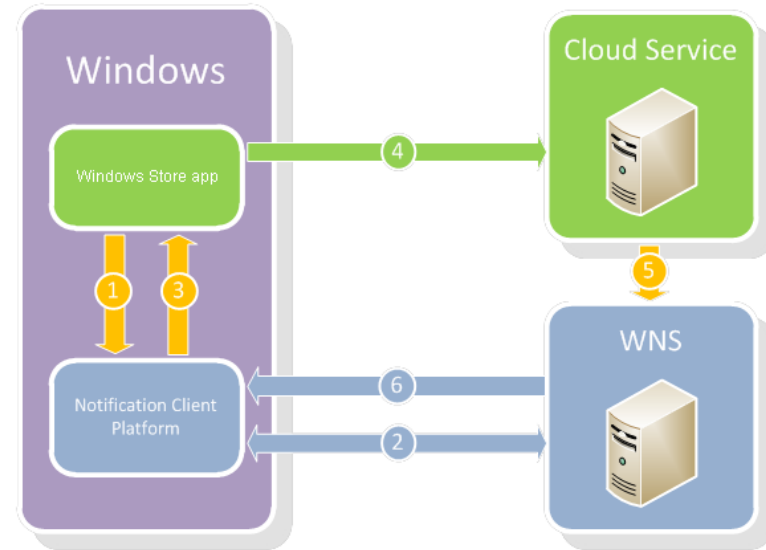 Windows
Cloud Service
Windows Store app
4
1
3
5
WNS
Notification Client
Platform
6
2